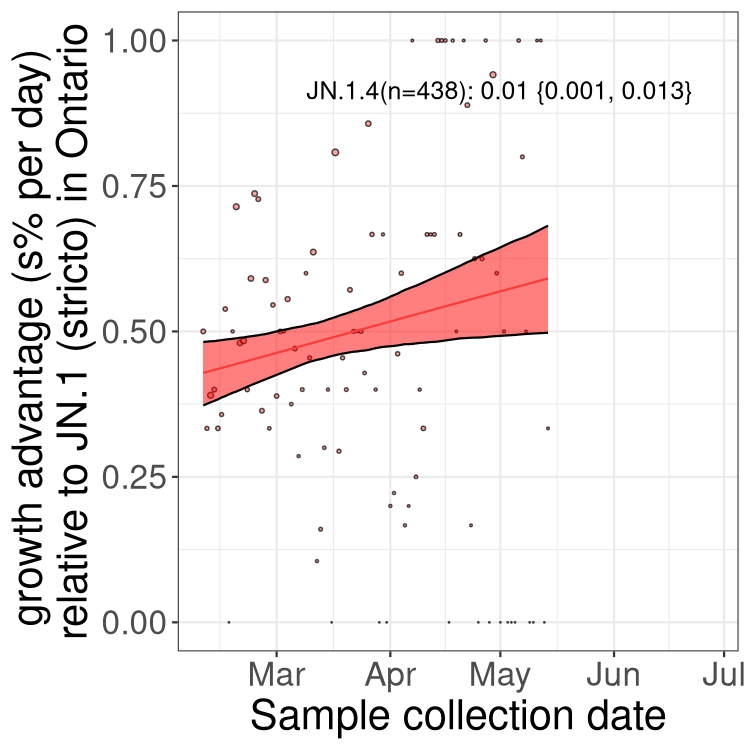 growth advantage (s% per day)
relative to JN.1 (stricto) in Ontario
1.00
0.75
0.50
0.25
0.00
JN.1.4(n=438): 0.01 {0.001, 0.013}
Mar Apr May Jun Jul
Sample collection date